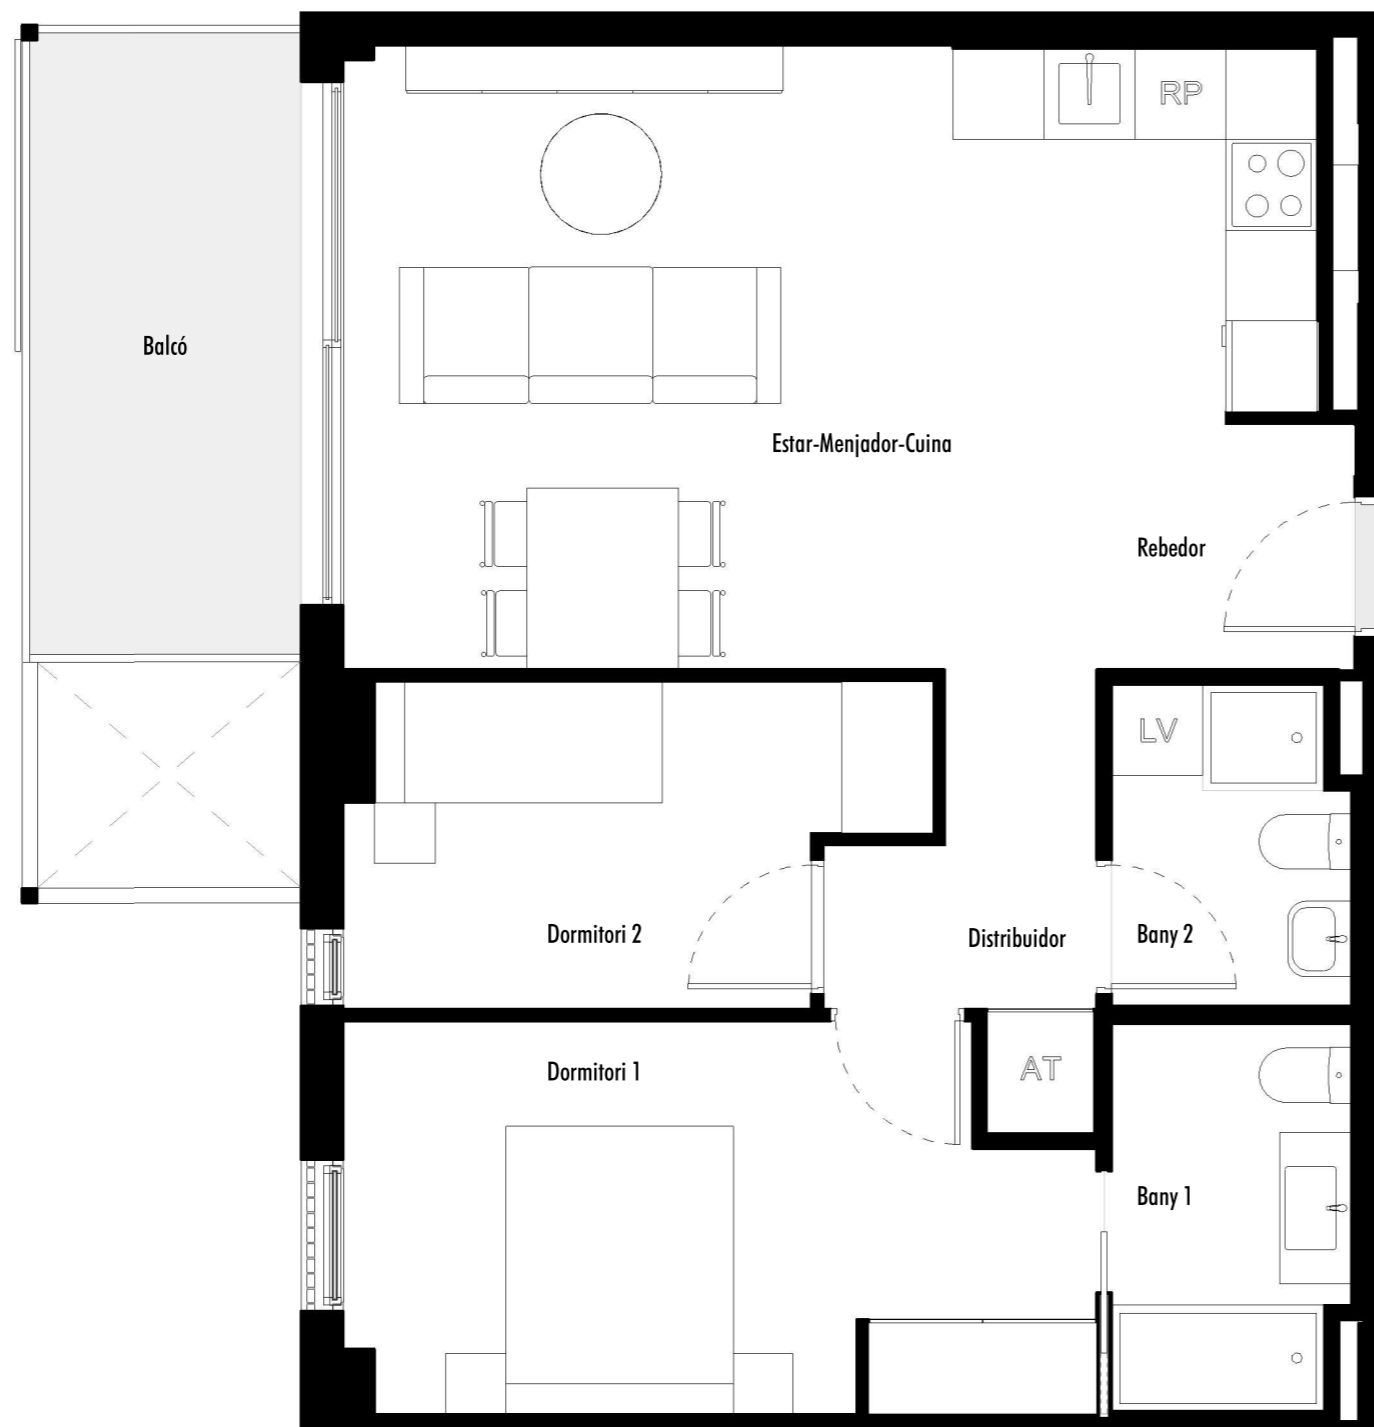 RP
Balcó
Estar-Menjador-Cuina
Rebedor
LV
Dormitori 2
Distribuidor
Bany 2
Dormitori 1
AT
Bany 1